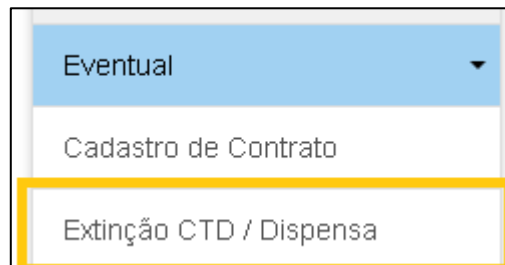 Eventual
Cadastro de Contrato
Extinção CTD / Dispensa